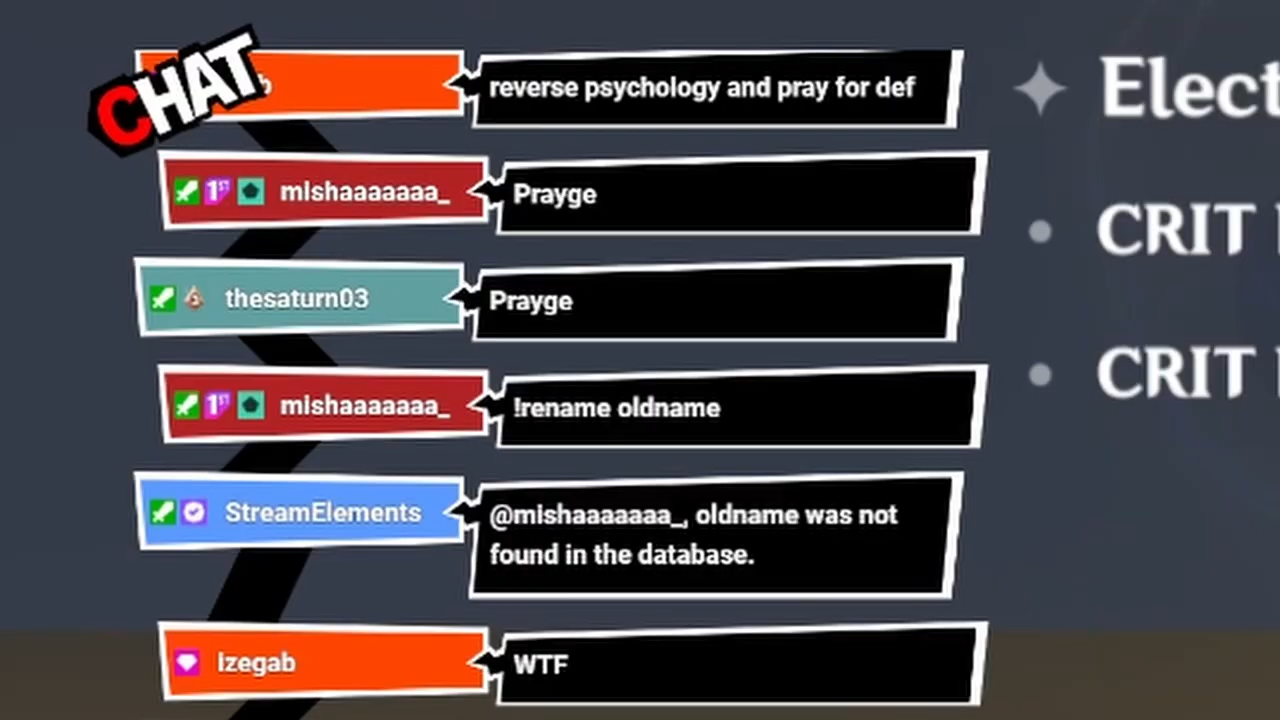 CHAT
reverse psychology and pray for def
mishaaaaaaa_
Prayge
thesaturn03
Prayge
mishaaaaaaa_
!rename oldname
StreamElements
@mishaaaaaaa_, oldname was not
found in the database.
Izegab
WTF
Elect
CRIT
CRIT